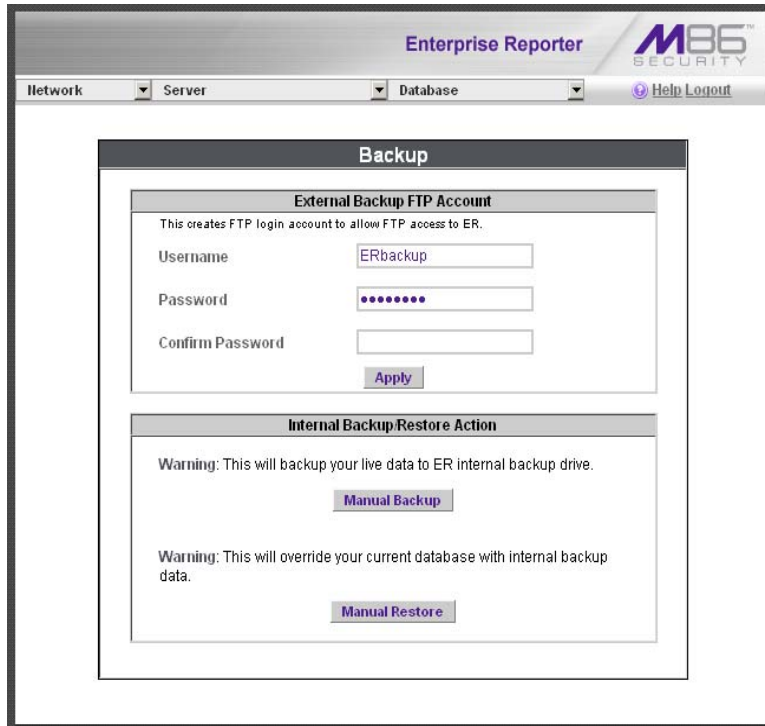 Enterprise Reporter
M86™
SECURITY
Network
Server
Database
Help Logout
Backup
External Backup FTP Account
This creates FTP login account to allow FTP access to ER.
Username
ERbackup
Password
••••••••
Confirm Password
Apply
Internal Backup/Restore Action
Warning: This will backup your live data to ER internal backup drive.
Manual Backup
Warning: This will override your current database with internal backup
data.
Manual Restore